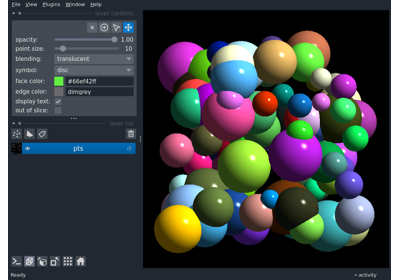 File View Plugins Window Help
layer controls
opacity: 1.00
point size: 10
blending: translucent
symbol: disc
face color: #66ef42ff
edge color: dimgrey
display text:
out of slice:
layer list
pts
Ready
activity